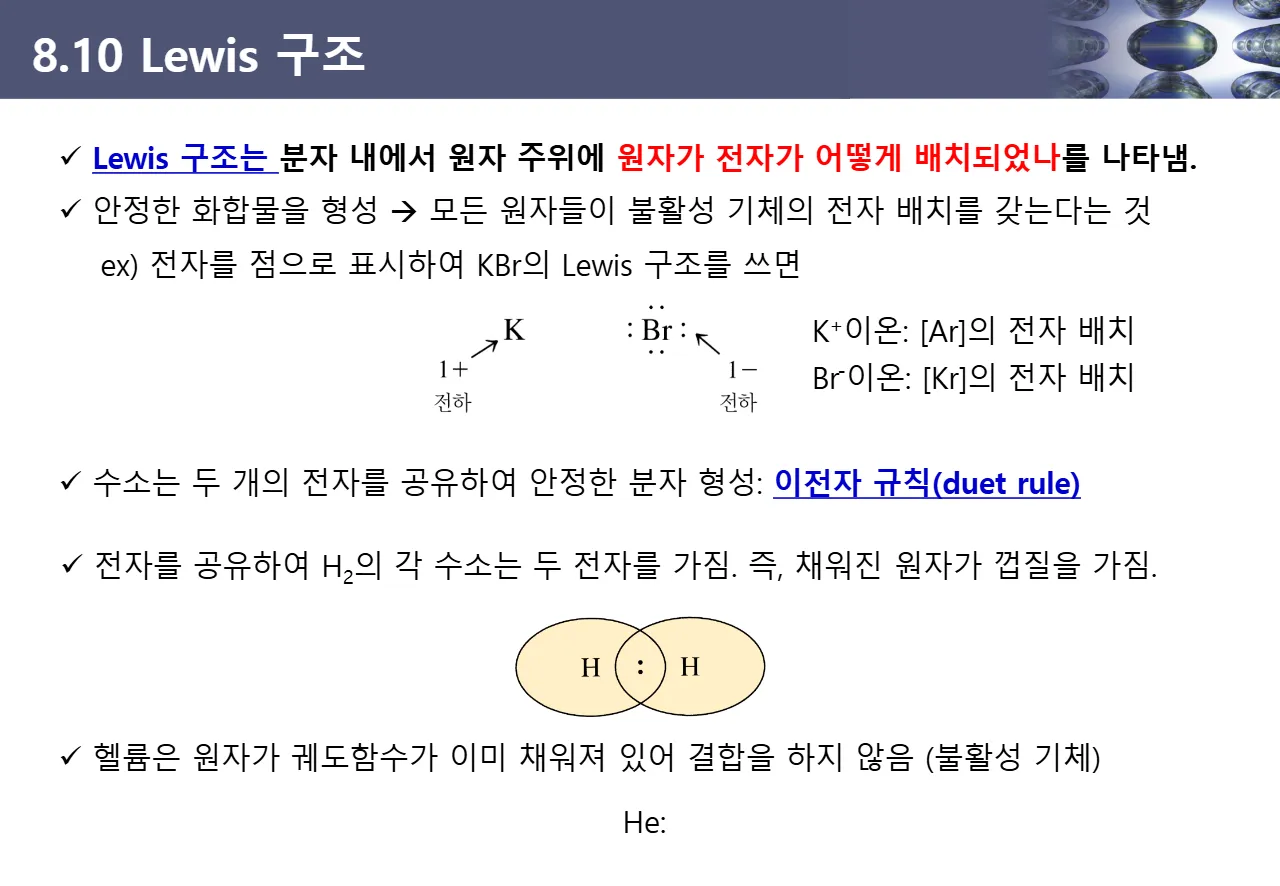 8.10 Lewis 구조
✓ Lewis 구조는 분자 내에서 원자 주위에 원자가 전자가 어떻게 배치되었나를 나타냄.
✓ 안정한 화합물을 형성 → 모든 원자들이 불활성 기체의 전자 배치를 갖는다는 것
ex) 전자를 점으로 표시하여 KBr의 Lewis 구조를 쓰면
K :Br:
1+ 전하
1− 전하
K⁺이온: [Ar]의 전자 배치
Br⁻이온: [Kr]의 전자 배치
✓ 수소는 두 개의 전자를 공유하여 안정한 분자 형성: 이전자 규칙(duet rule)
✓ 전자를 공유하여 H₂의 각 수소는 두 전자를 가짐. 즉, 채워진 원자가 껍질을 가짐.
H : H
✓ 헬륨은 원자가 궤도함수가 이미 채워져 있어 결합을 하지 않음 (불활성 기체)
He: